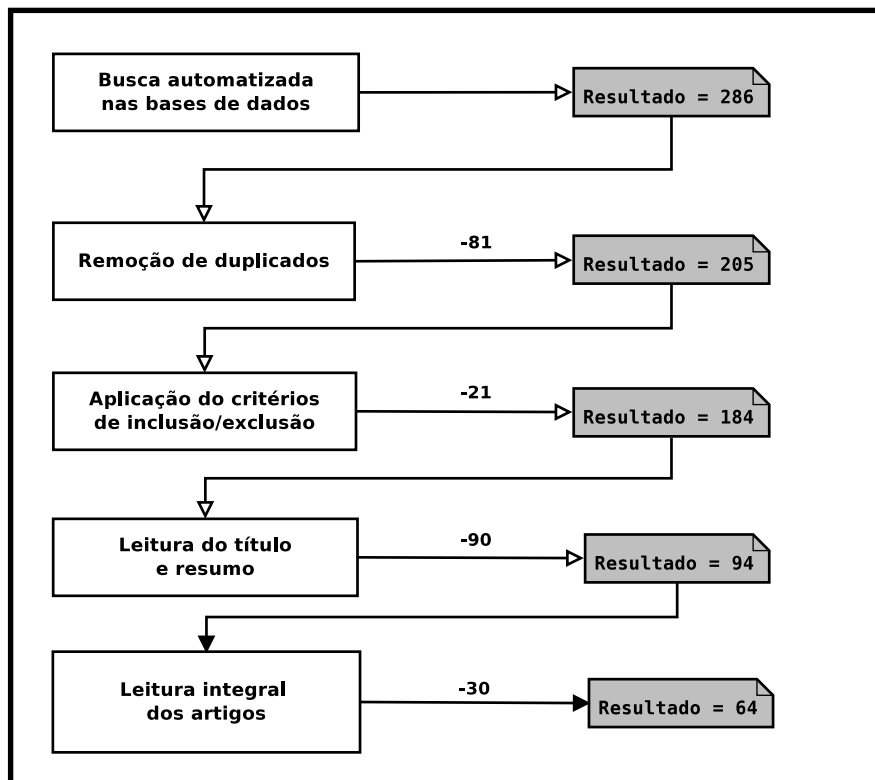 Busca automatizada
nas bases de dados
Resultado = 286
Remoção de duplicados
-81
Resultado = 205
Aplicação do critérios
de inclusão/exclusão
-21
Resultado = 184
Leitura do título
e resumo
-90
Resultado = 94
Leitura integral
dos artigos
-30
Resultado = 64